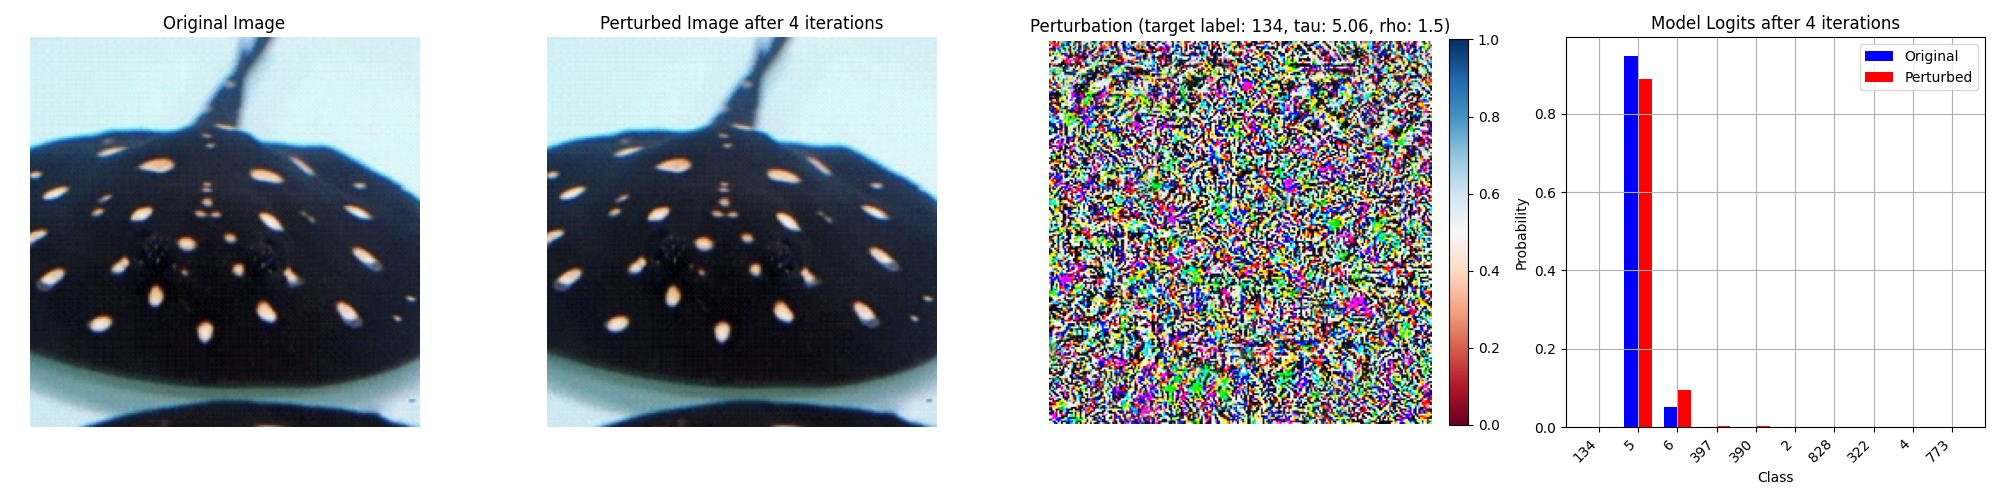 Original Image
Perturbed Image after 4 iterations
Perturbation (target label: 134, tau: 5.06, rho: 1.5)
1.0
0.8
0.6
0.4
0.2
0.0
Model Logits after 4 iterations
Original
Perturbed
Probability
0.8
0.6
0.4
0.2
0.0
134
5
6
397
390
2
828
322
4
773
Class